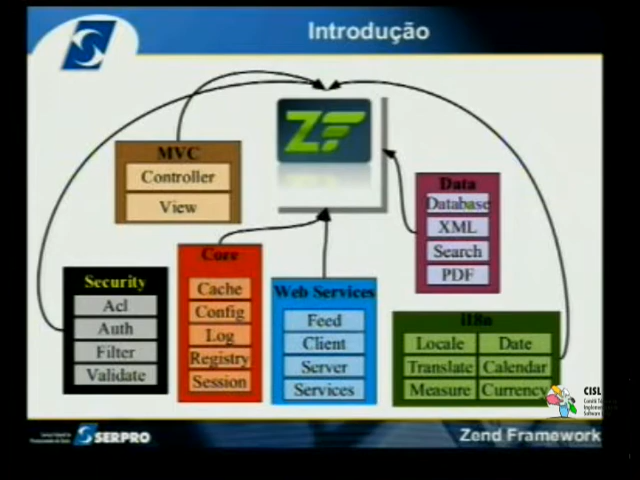 Introdução
ZF
MVC
Controller
View
Data
Database
XML
Search
PDF
Security
Acl
Auth
Filter
Validate
Core
Cache
Config
Log
Registry
Session
Web Services
Feed
Client
Server
Services
I18n
Locale
Date
Translate
Calendar
Measure
Currency
CISL
SERPRO
Zend Framework